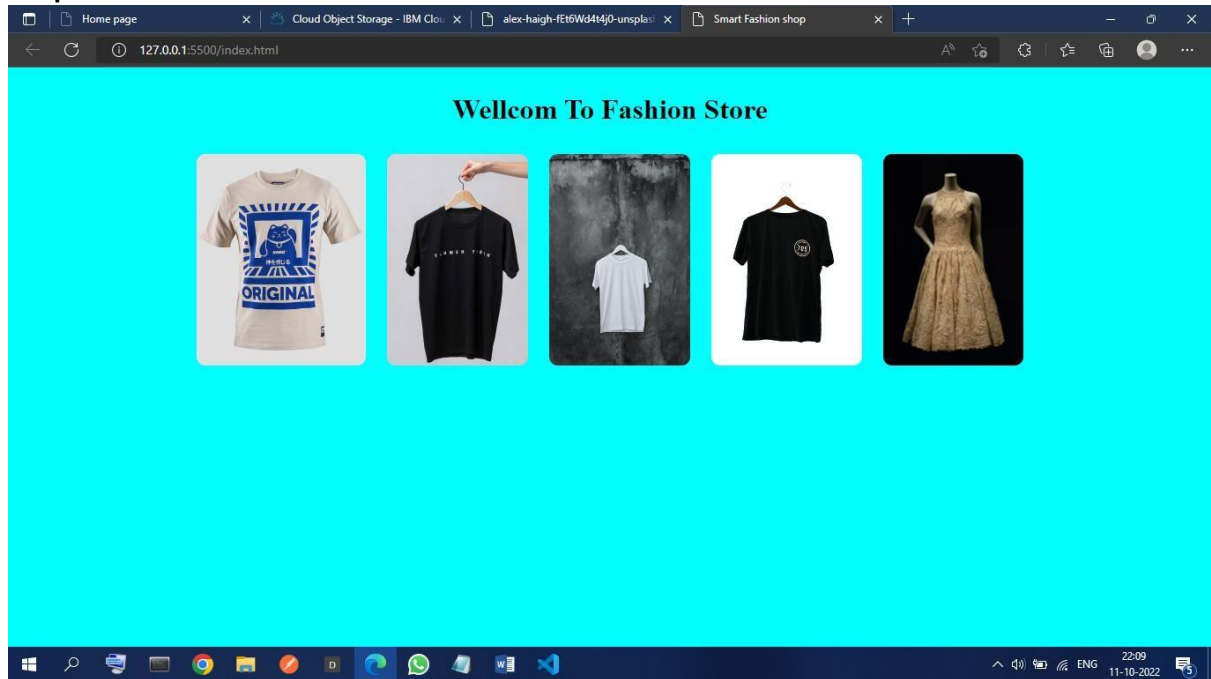 Home page
Cloud Object Storage - IBM Clou
alex-haigh-fEt6Wd4t4j0-unsplas
Smart Fashion shop
127.0.0.1:5500/index.html
Wellcom To Fashion Store
ORIGINAL
ENG
22:09
11-10-2022